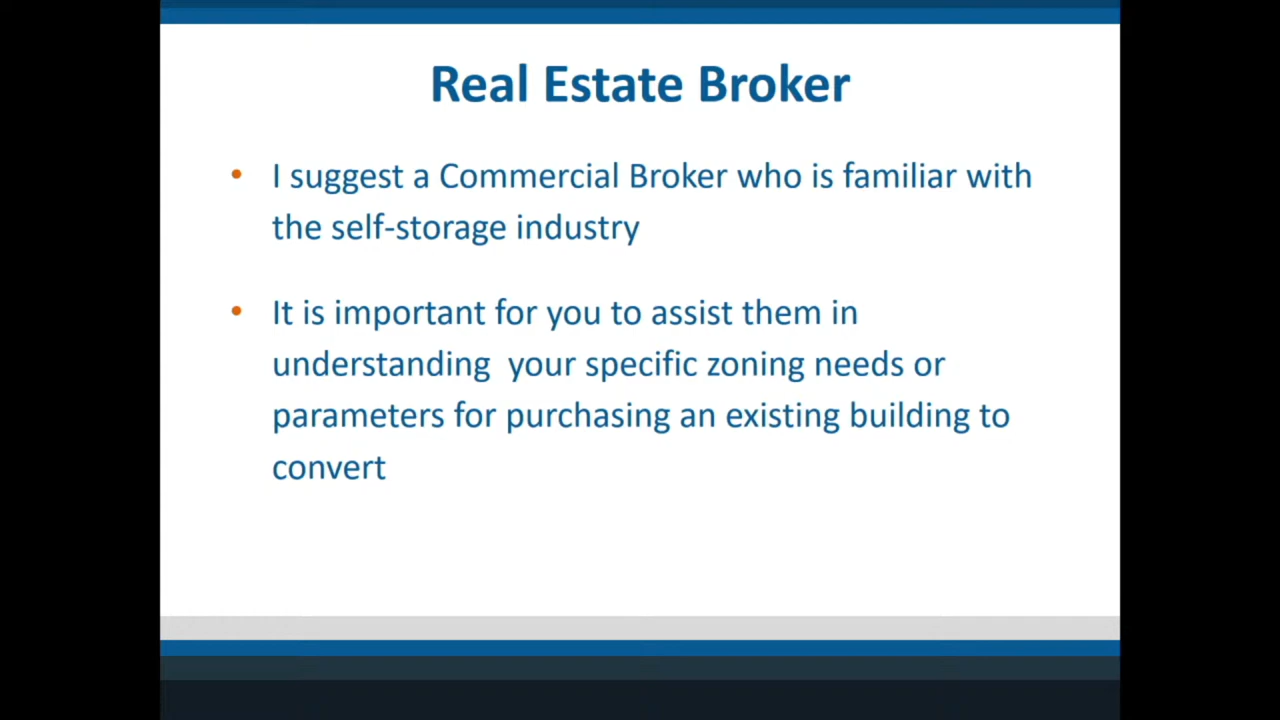 Real Estate Broker
• I suggest a Commercial Broker who is familiar with
the self-storage industry
• It is important for you to assist them in
understanding  your specific zoning needs or
parameters for purchasing an existing building to
convert